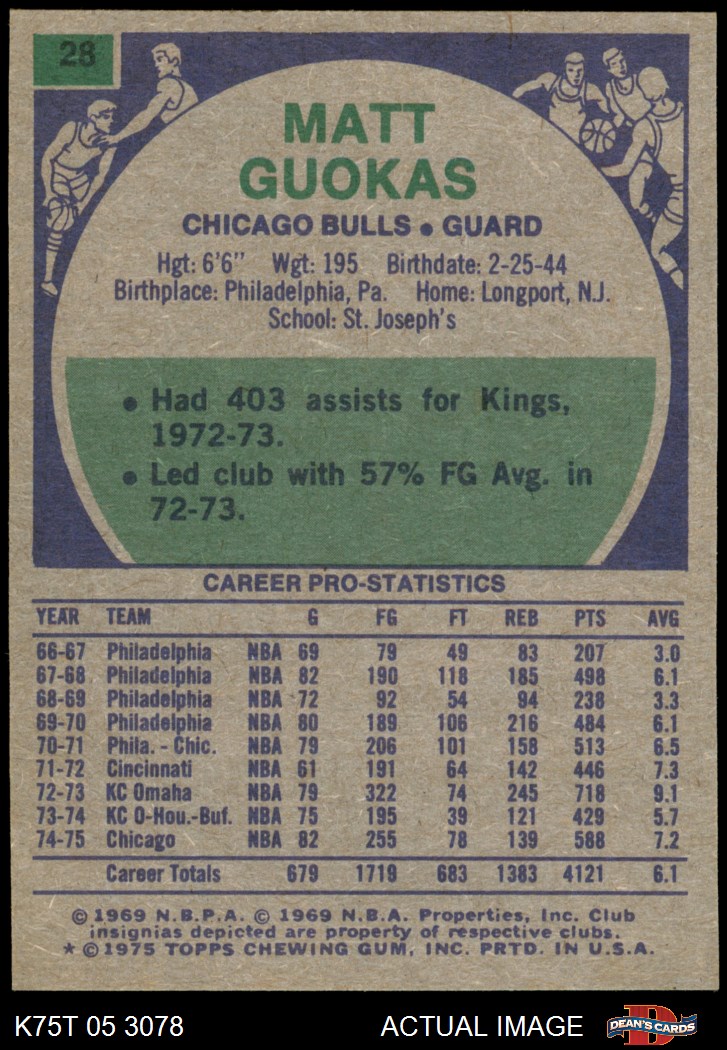 28
MATT
GUOKAS
CHICAGO BULLS • GUARD
Hgt: 6'6" Wgt: 195 Birthdate: 2-25-44
Birthplace: Philadelphia, Pa. Home: Longport, N.J.
School: St. Joseph's
• Had 403 assists for Kings,
1972-73.
• Led club with 57% FG Avg. in
72-73.
CAREER PRO-STATISTICS
YEAR TEAM G FG FT REB PTS AVG
66-67 Philadelphia NBA 69 79 49 83 207 3.0
67-68 Philadelphia NBA 82 190 118 185 498 6.1
68-69 Philadelphia NBA 72 92 54 94 238 3.3
69-70 Philadelphia NBA 80 189 106 216 484 6.1
70-71 Phila. - Chic. NBA 79 206 101 158 513 6.5
71-72 Cincinnati NBA 61 191 64 142 446 7.3
72-73 KC Omaha NBA 79 322 74 245 718 9.1
73-74 KC O-Hou.-Buf. NBA 75 195 39 121 429 5.7
74-75 Chicago NBA 82 255 78 139 588 7.2
Career Totals 679 1719 683 1383 4121 6.1
© 1969 N.B.P.A. © 1969 N.B.A. Properties, Inc. Club
insignias depicted are property of respective clubs.
* © 1975 TOPPS CHEWING GUM, INC. PRTD. IN U.S.A.
K75T 05 3078 ACTUAL IMAGE D DEAN'S CARDS